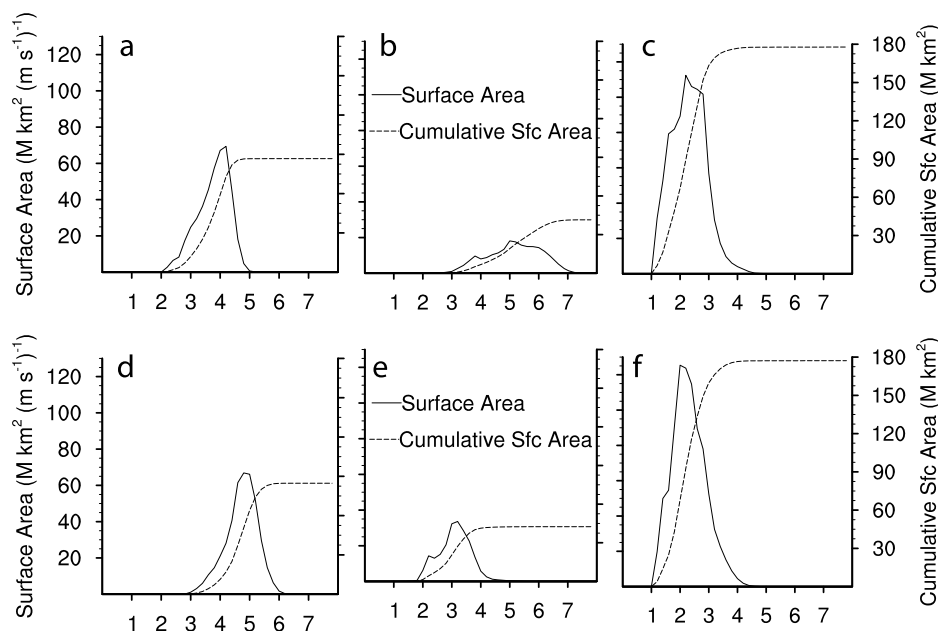 a b c
120 100 80 60 40 20
Surface Area (M km² (m s⁻¹)⁻¹)
Surface Area
Cumulative Sfc Area
180 150 120 90 60 30
Cumulative Sfc Area (M km²)
1 2 3 4 5 6 7
1 2 3 4 5 6 7
1 2 3 4 5 6 7
d e f
120 100 80 60 40 20
Surface Area (M km² (m s⁻¹)⁻¹)
Surface Area
Cumulative Sfc Area
180 150 120 90 60 30
Cumulative Sfc Area (M km²)
1 2 3 4 5 6 7
1 2 3 4 5 6 7
1 2 3 4 5 6 7